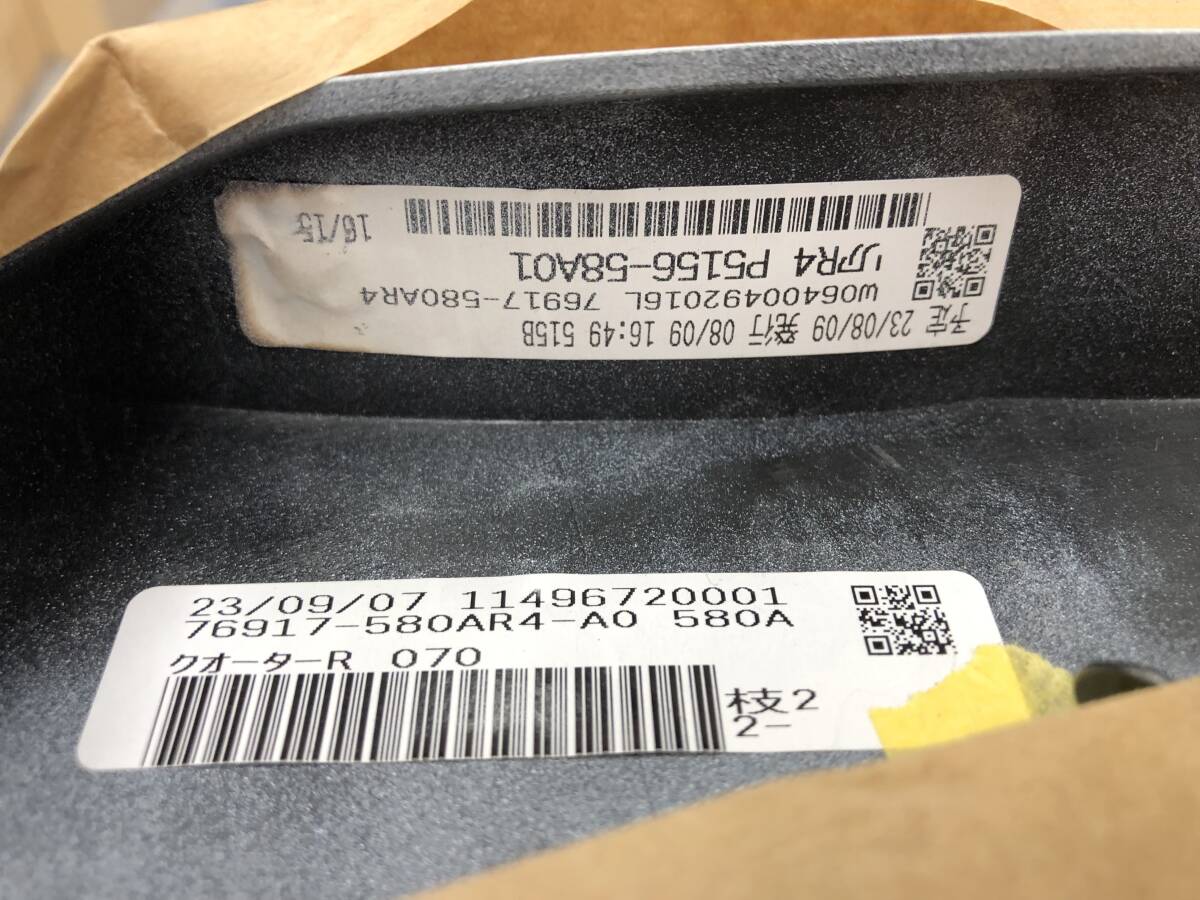 予定 23/08/09 発行 08/09 16:49 515B
W06400492016L 76917-580AR4
リアR4 P5156-58A01
16/15
23/09/07 11496720001
76917-580AR4-A0 580A
クオーターR 070
枝2
2-